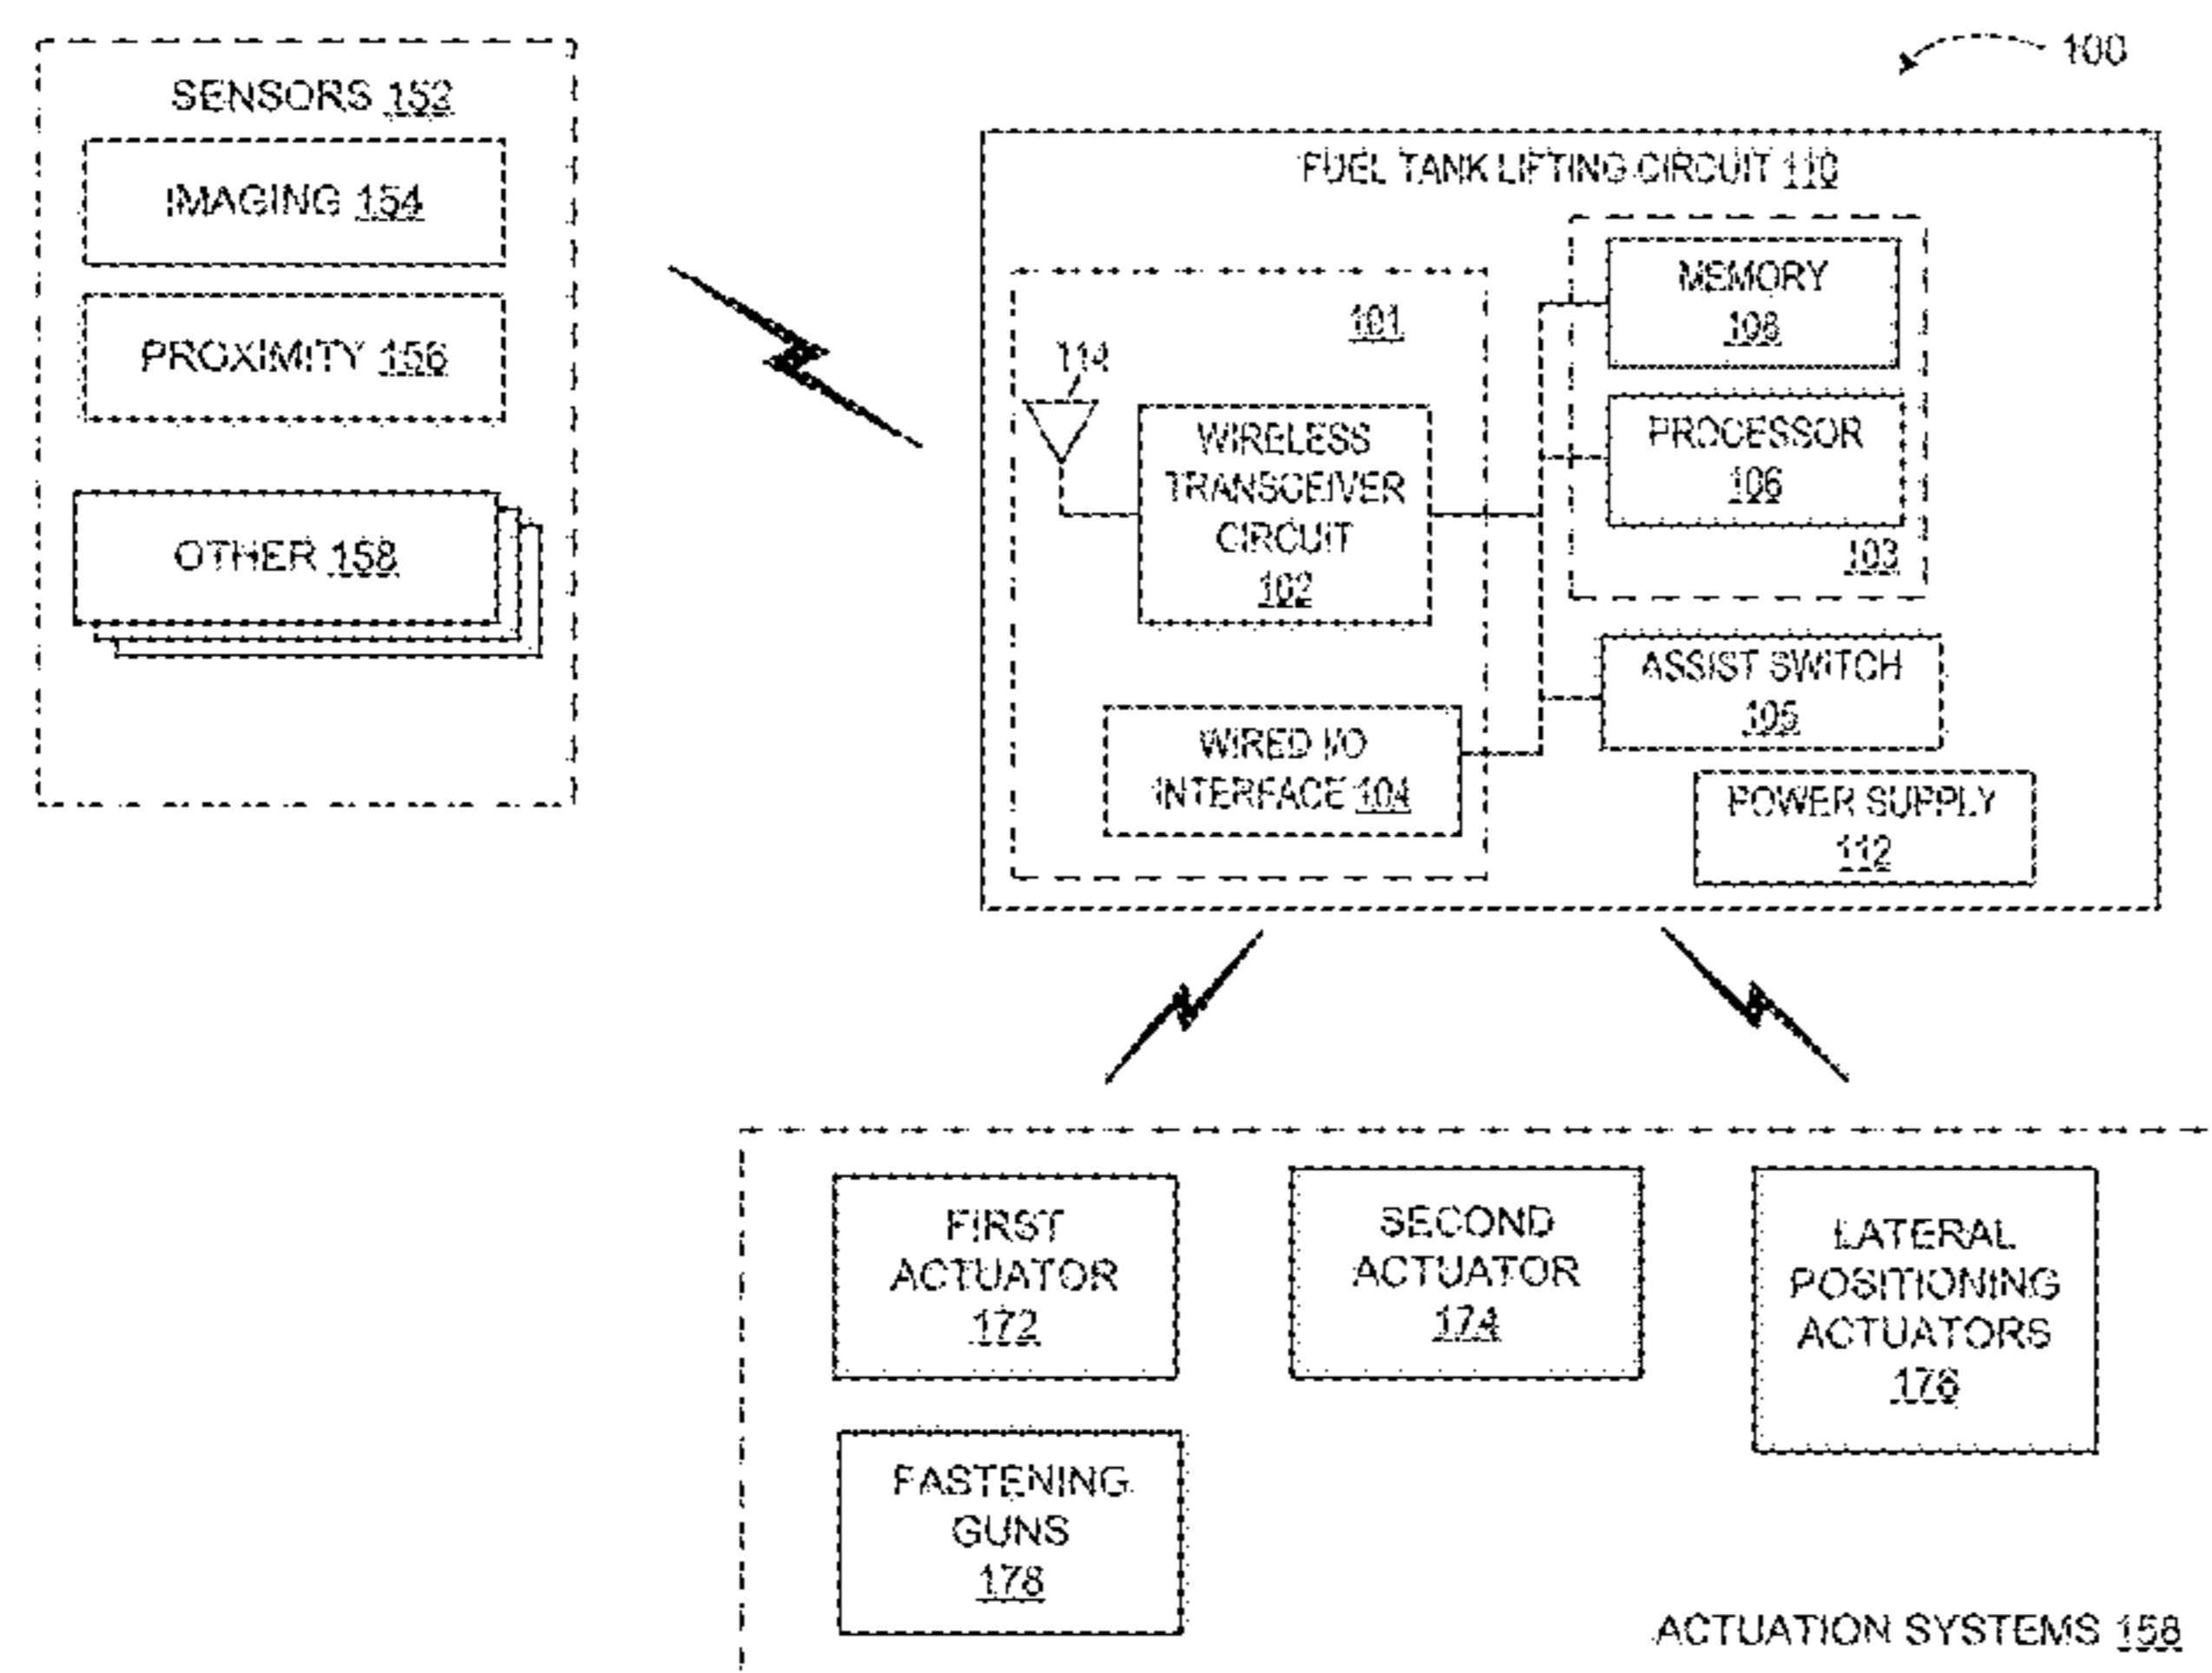 100
SENSORS 152
IMAGING 154
PROXIMITY 156
OTHER 158
FUEL TANK LIFTING CIRCUIT 110
101
114
WIRELESS
TRANSCEIVER
CIRCUIT
102
WIRED I/O
INTERFACE 104
MEMORY
108
PROCESSOR
106
103
ASSIST SWITCH
105
POWER SUPPLY
112
FIRST
ACTUATOR
172
SECOND
ACTUATOR
174
LATERAL
POSITIONING
ACTUATORS
176
FASTENING
GUNS
178
ACTUATION SYSTEMS 158